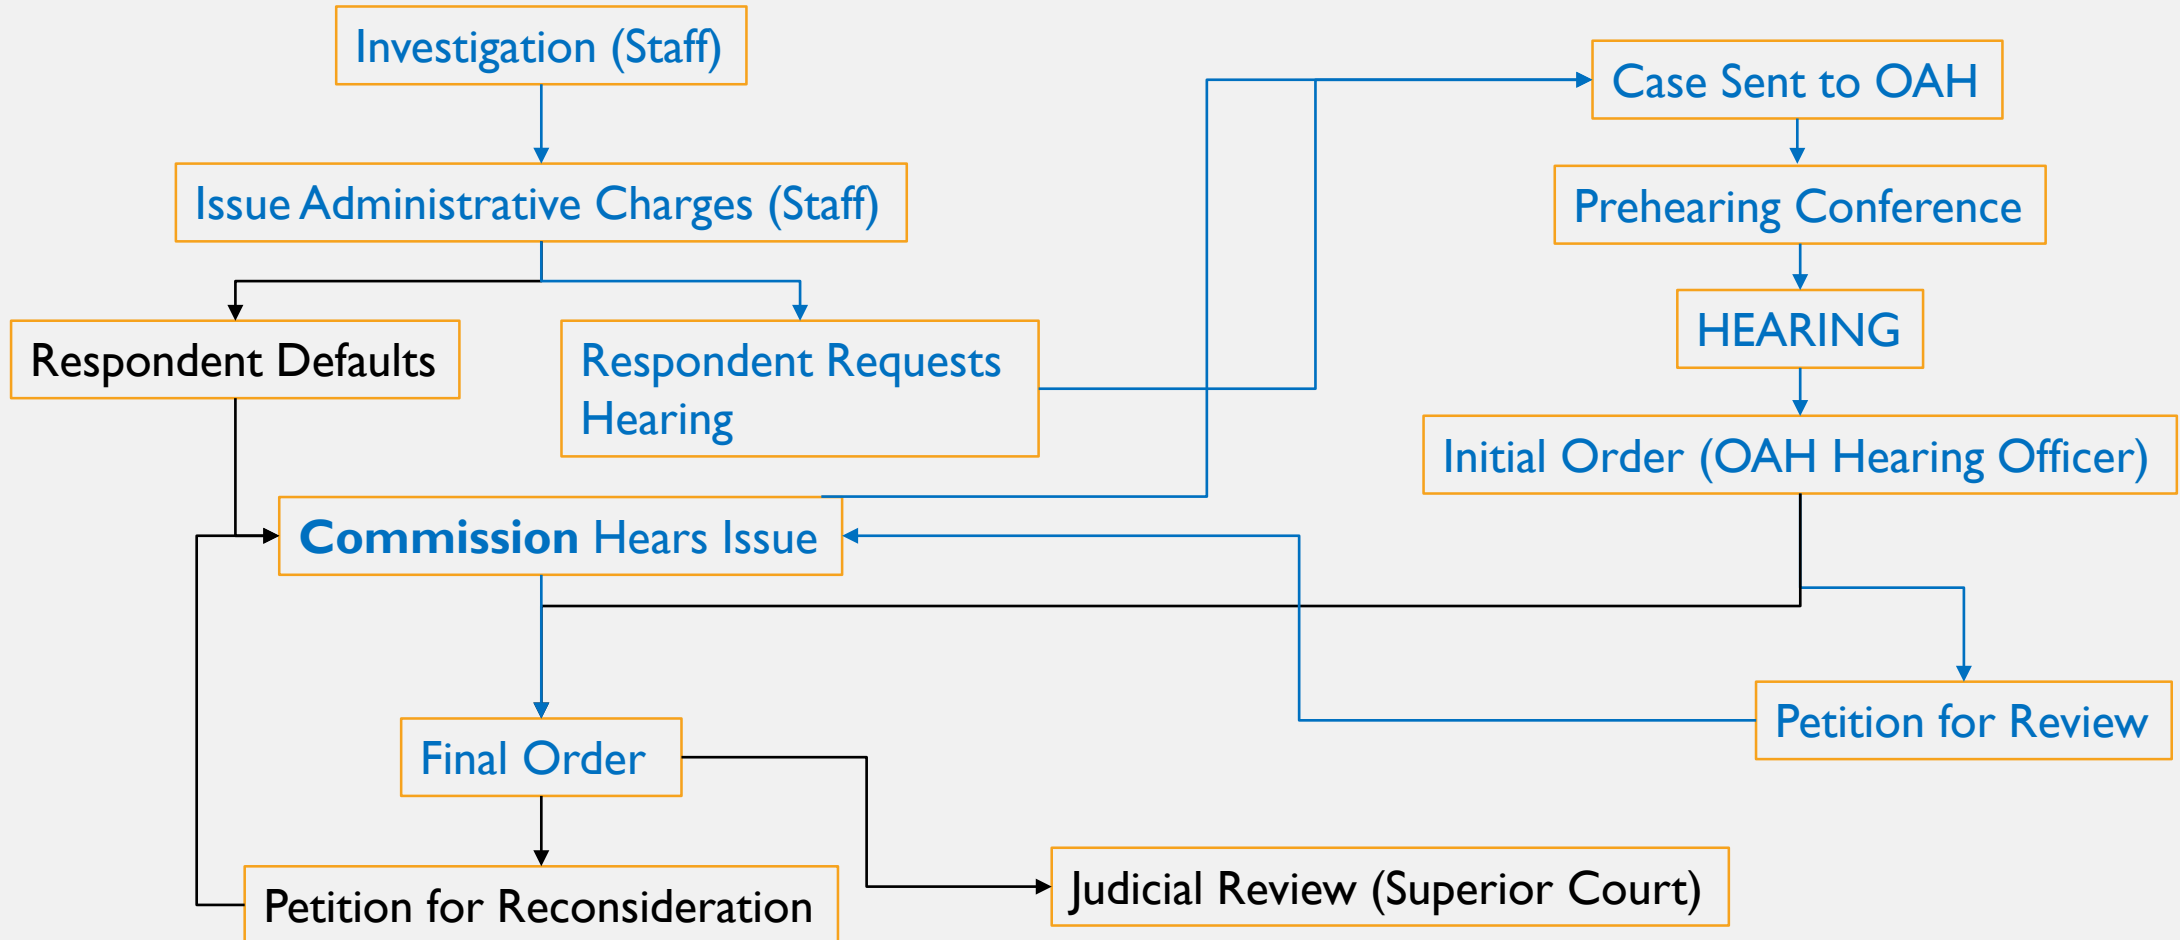 Investigation (Staff)
Issue Administrative Charges (Staff)
Respondent Defaults
Respondent Requests
Hearing
Commission Hears Issue
Final Order
Petition for Reconsideration
Case Sent to OAH
Prehearing Conference
HEARING
Initial Order (OAH Hearing Officer)
Petition for Review
Judicial Review (Superior Court)